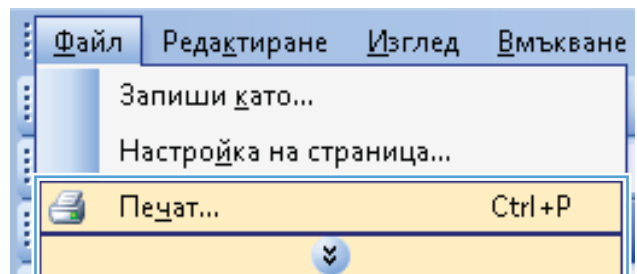 Файл Редактиране Изглед Вмъкване
Запиши като...
Настройка на страница...
Печат... Ctrl+P